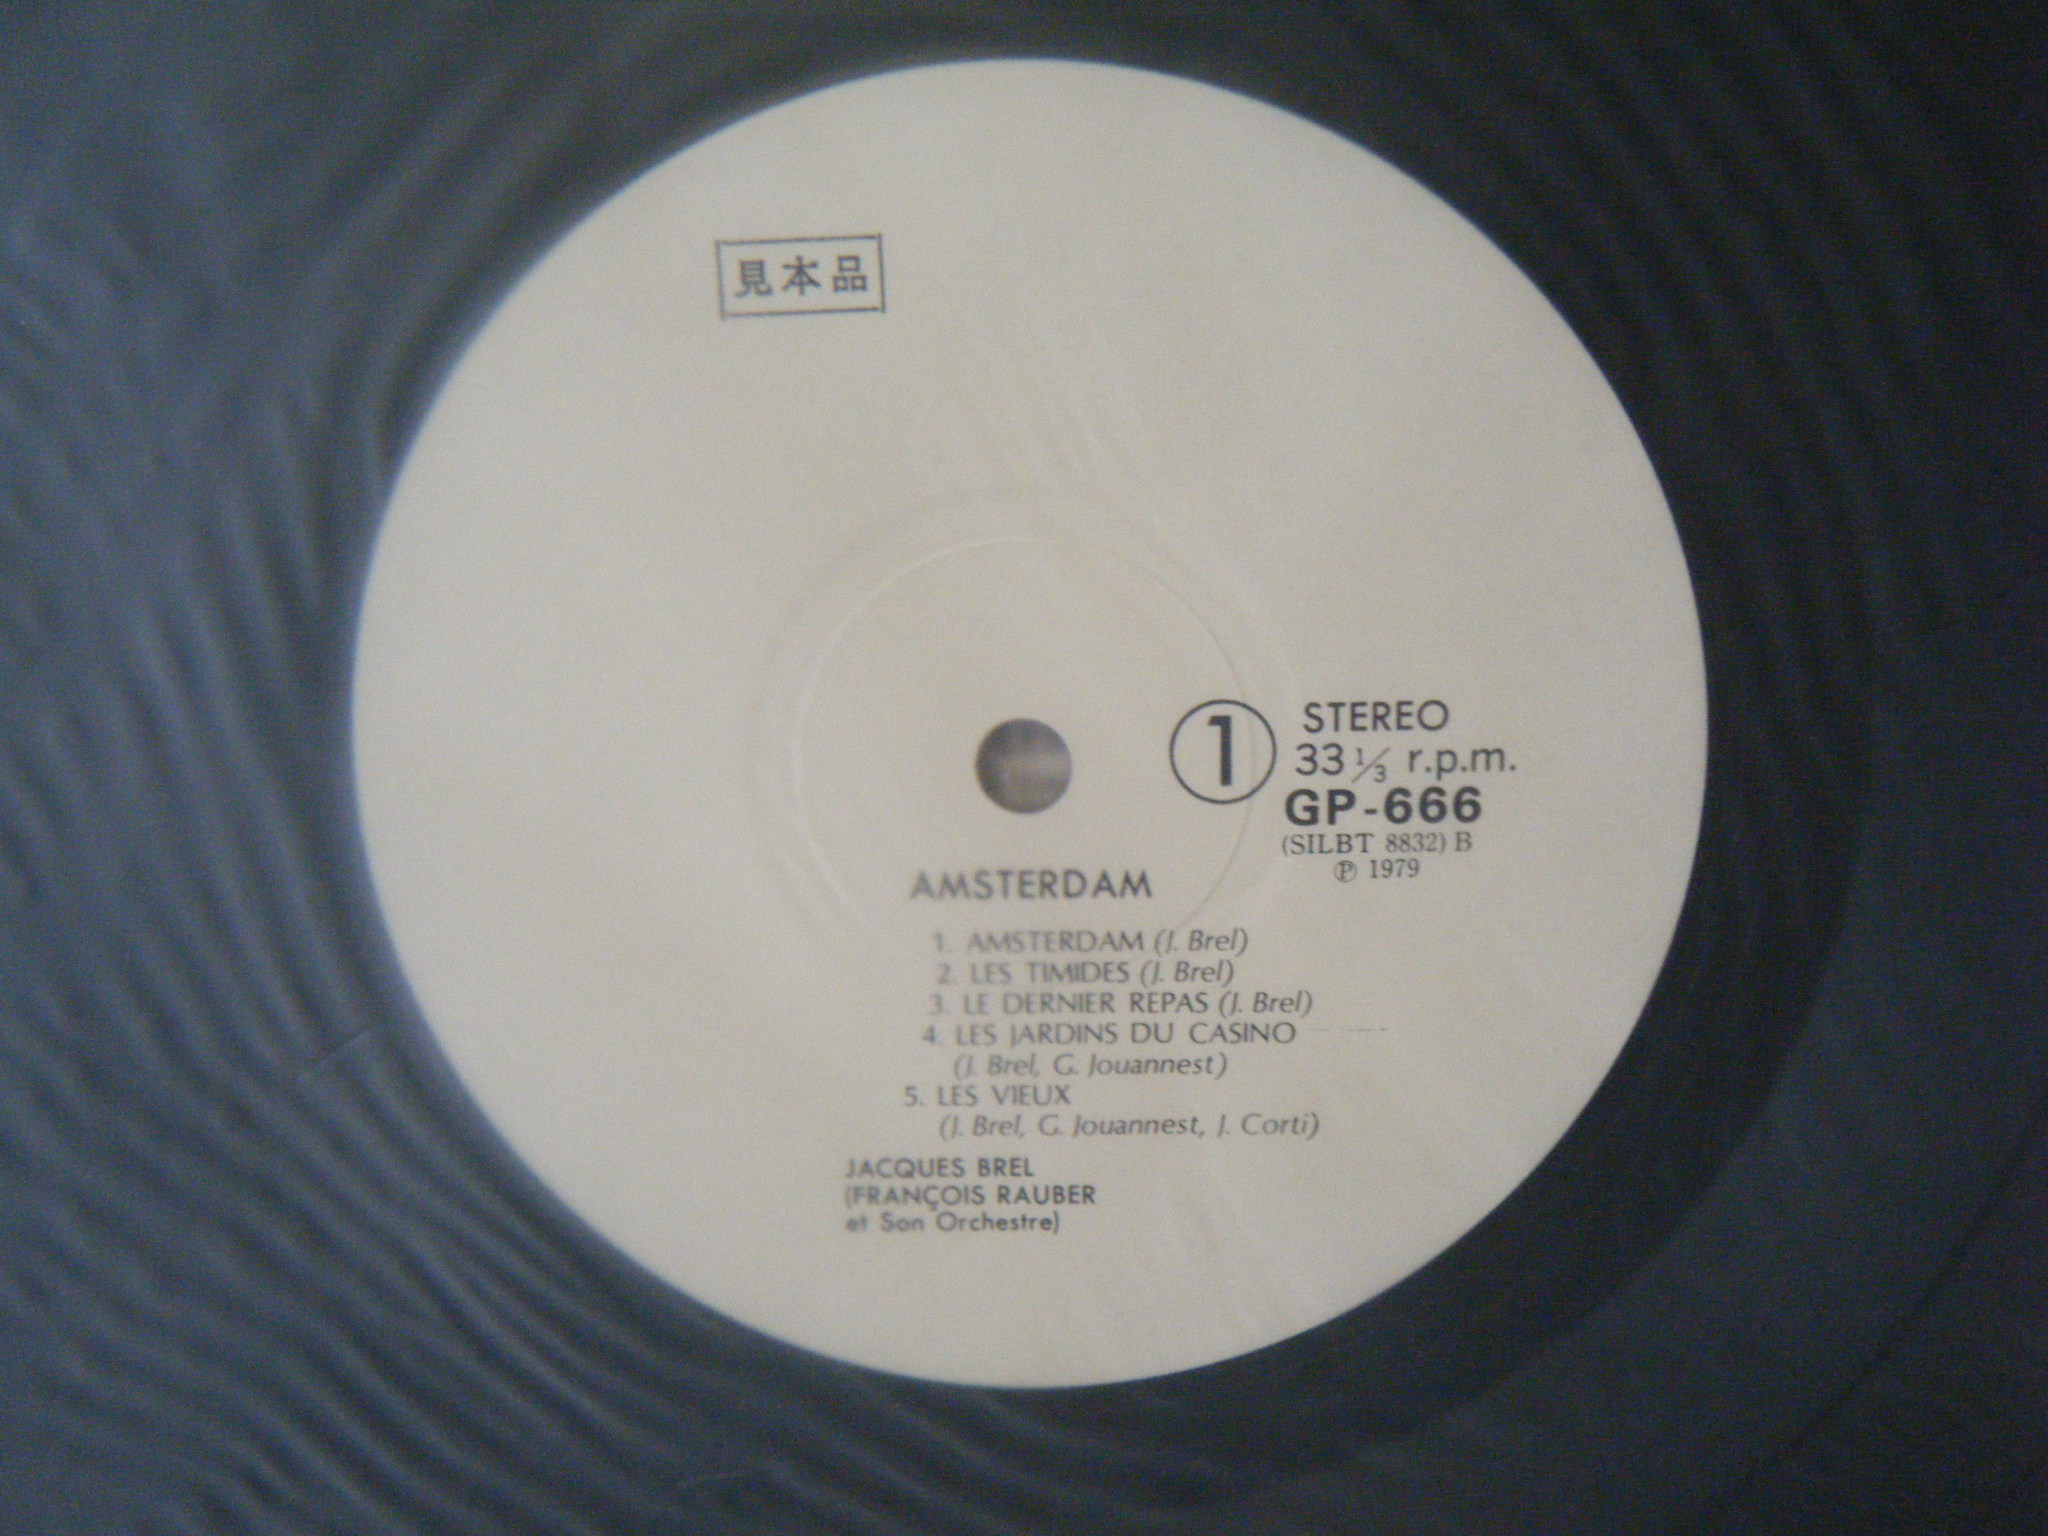 見本品
1
STEREO
33 1/3 r.p.m.
GP-666
(SILBT 8832) B
℗ 1979
AMSTERDAM
1. AMSTERDAM (J. Brel)
2. LES TIMIDES (J. Brel)
3. LE DERNIER REPAS (J. Brel)
4. LES JARDINS DU CASINO
(J. Brel, G. Jouannest)
5. LES VIEUX
(J. Brel, G. Jouannest, J. Corti)
JACQUES BREL
(FRANÇOIS RAUBER
et Son Orchestre)